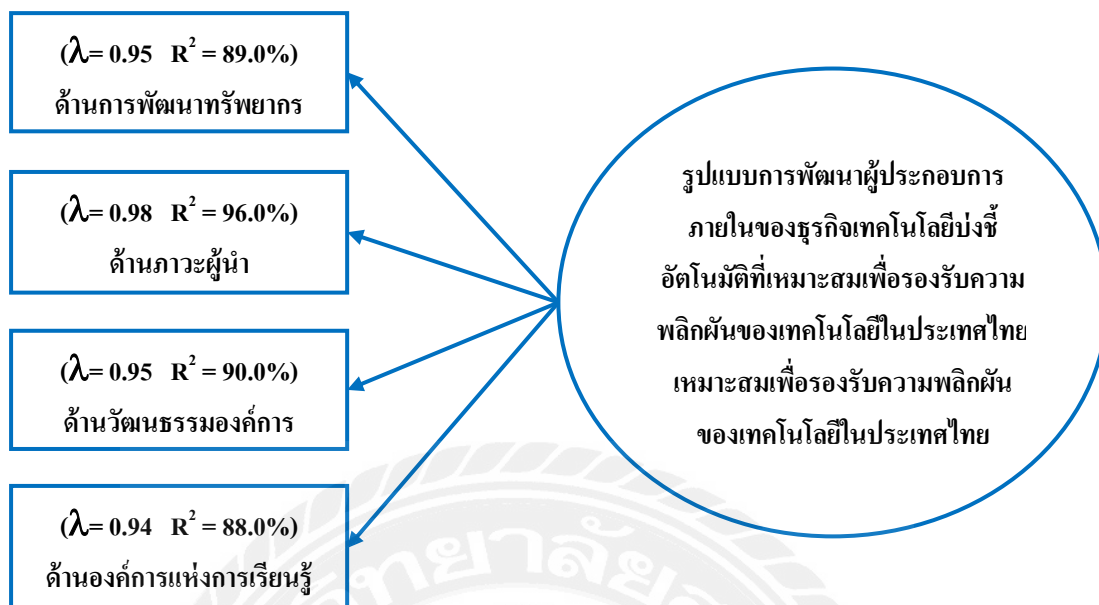 (λ= 0.95 R² = 89.0%)
ด้านการพัฒนาทรัพยากร
(λ= 0.98 R² = 96.0%)
ด้านภาวะผู้นำ
(λ= 0.95 R² = 90.0%)
ด้านวัฒนธรรมองค์การ
(λ= 0.94 R² = 88.0%)
ด้านองค์การแห่งการเรียนรู้
รูปแบบการพัฒนาผู้ประกอบการ
ภายในของธุรกิจเทคโนโลยีบ่งชี้
อัตโนมัติที่เหมาะสมเพื่อรองรับความ
พลิกผันของเทคโนโลยีในประเทศไทย
เหมาะสมเพื่อรองรับความพลิกผัน
ของเทคโนโลยีในประเทศไทย